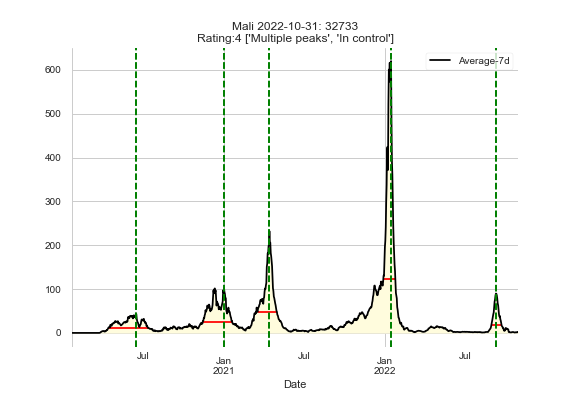 Mali 2022-10-31: 32733
Rating:4 ['Multiple peaks', 'In control']
Average-7d
600
500
400
300
200
100
0
Jul
Jan
2021
Jul
Jan
2022
Jul
Date